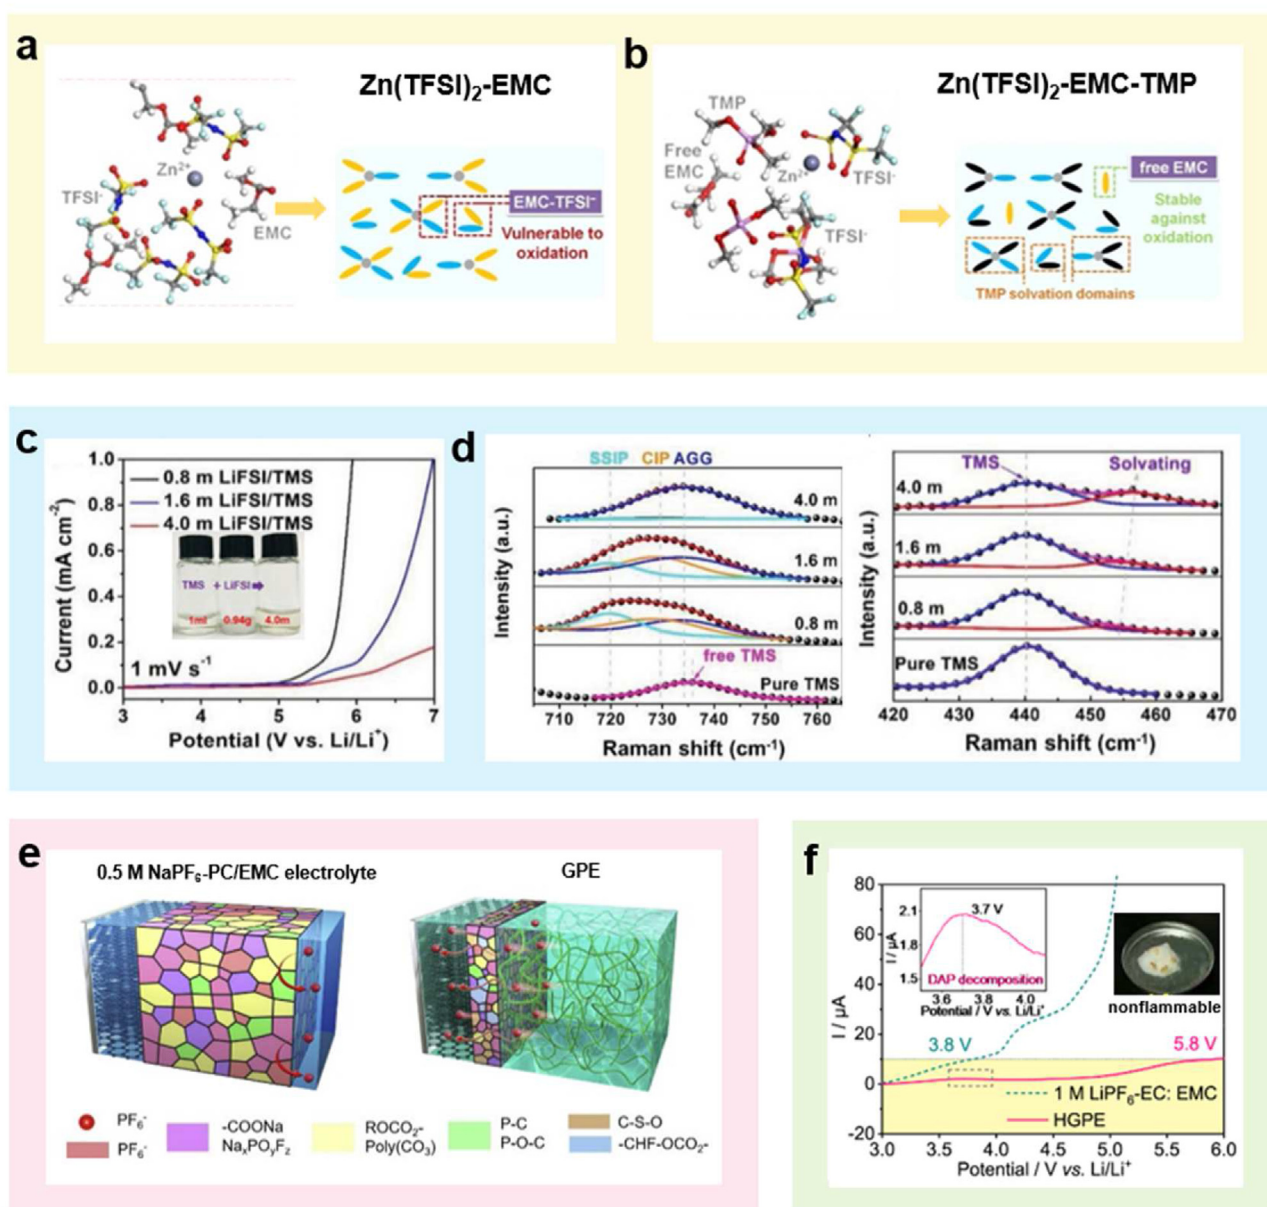 a
Zn(TFSI)₂-EMC
Zn²⁺
TFSI⁻
EMC
EMC-TFSI⁻
Vulnerable to
oxidation
b
Zn(TFSI)₂-EMC-TMP
TMP
Free
EMC
Zn²⁺
TFSI⁻
TFSI⁻
free EMC
Stable
against
oxidation
TMP solvation domains
c
1.0
0.8
0.6
0.4
0.2
0.0
Current (mA cm⁻²)
0.8 m LiFSI/TMS
1.6 m LiFSI/TMS
4.0 m LiFSI/TMS
TMS + LiFSI
1ml 0.94g 4.0m
1 mV s⁻¹
3 4 5 6 7
Potential (V vs. Li/Li⁺)
d
SSIP CIP AGG
4.0 m
1.6 m
0.8 m
free TMS
Pure TMS
Intensity (a.u.)
710 720 730 740 750 760
Raman shift (cm⁻¹)
TMS Solvating
4.0 m
1.6 m
0.8 m
Pure TMS
Intensity (a.u.)
420 430 440 450 460 470
Raman shift (cm⁻¹)
e
0.5 M NaPF₆-PC/EMC electrolyte
GPE
PF₆⁻
PF₆⁻
-COONa
NaₓPOᵧF𝓏
ROCO₂-
Poly(CO₃)
P-C
P-O-C
C-S-O
-CHF-OCO₂-
f
80
60
40
20
0
-20
I / µA
2.1
1.8
1.5
I / µA
3.7 V
DAP decomposition
3.6 3.8 4.0
Potential / V vs. Li/Li⁺
nonflammable
3.8 V
5.8 V
1 M LiPF₆-EC: EMC
HGPE
3.0 3.5 4.0 4.5 5.0 5.5 6.0
Potential / V vs. Li/Li⁺